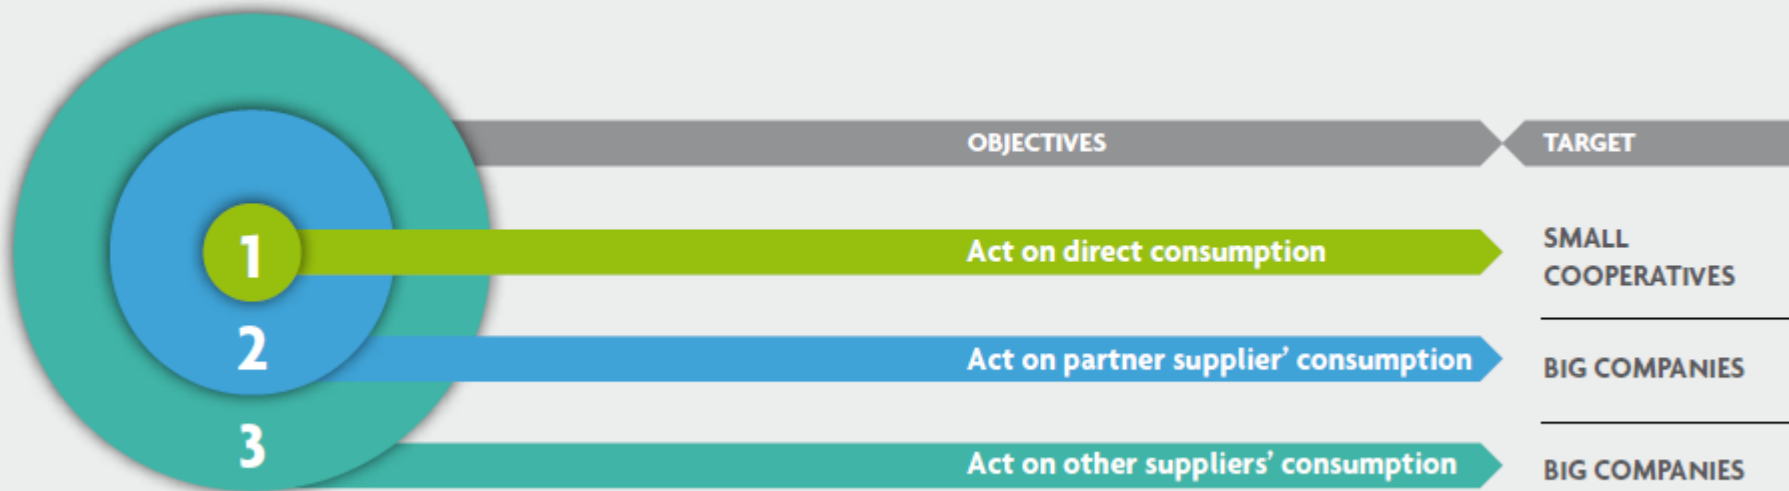 OBJECTIVES
TARGET
1
Act on direct consumption
SMALL
COOPERATIVES
2
Act on partner supplier’ consumption
BIG COMPANIES
3
Act on other suppliers’ consumption
BIG COMPANIES